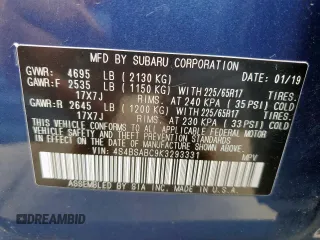 MFD BY SUBARU CORPORATION 01/19
GVWR: 4695 LB (2130 KG)
GAWR:F 2535 LB (1150 KG) WITH 225/65R17 TIRES,
17X7J RIMS, AT 240 KPA (35 PSI) COLD
GAWR:R 2645 LB (1200 KG) WITH 225/65R17 TIRES,
17X7J RIMS, AT 230 KPA (33 PSI) COLD
THIS VEHICLE CONFORMS TO ALL APPLICABLE FEDERAL MOTOR
VEHICLE SAFETY STANDARDS
IN EFFECT ON THE DATE OF MANUFACTURE SHOWN ABOVE.
VIN: 4S4BSABC9K3293331 MPV
ASSEMBLED BY SIA, INC. MADE IN U.S.A.
DREAMBID